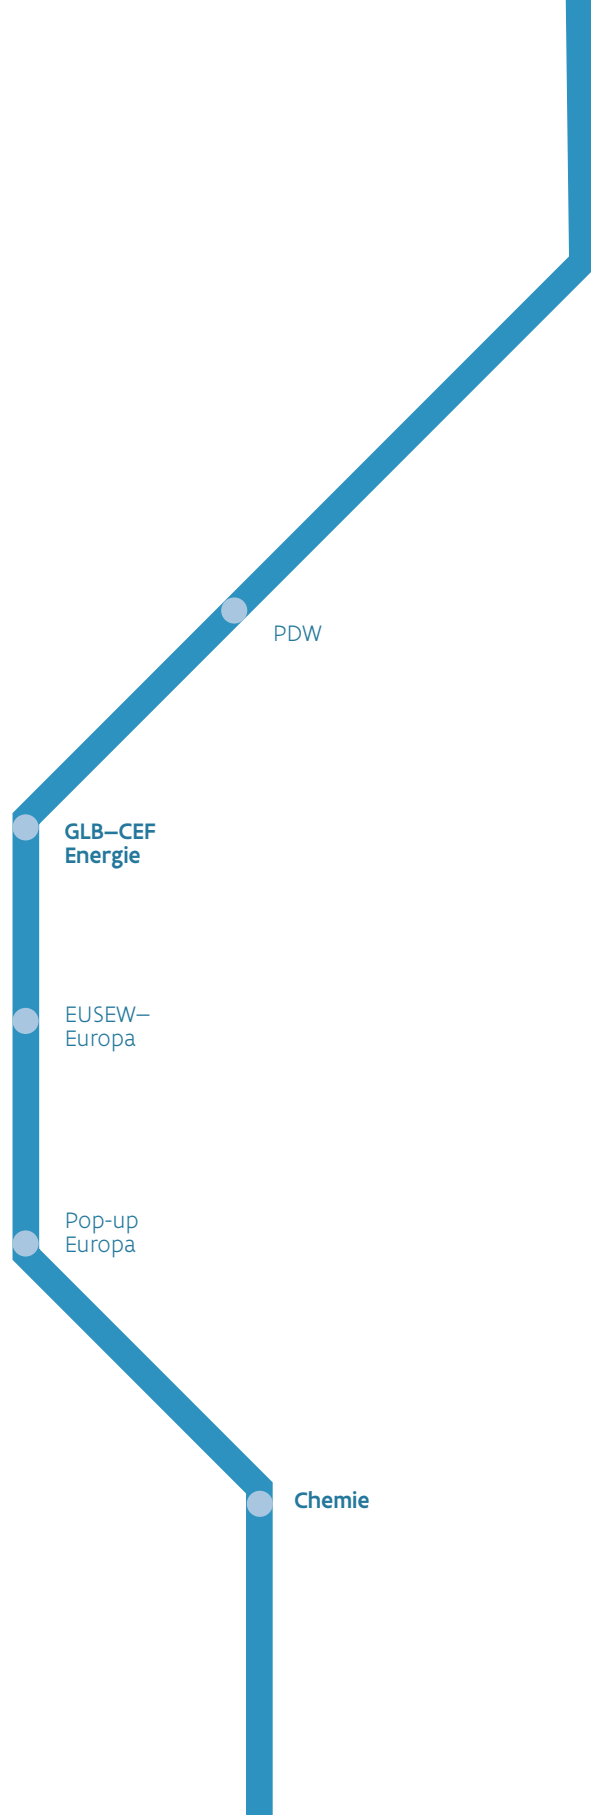 PDW
GLB–CEF
Energie
EUSEW–
Europa
Pop-up
Europa
Chemie